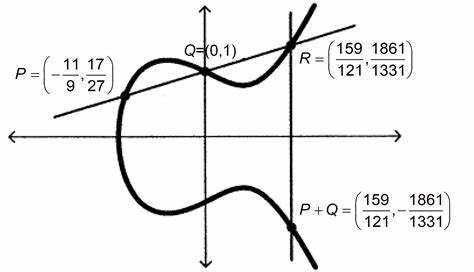 Q=(0,1)
P = (-11/9, 17/27)
R = (159/121, 1861/1331)
P + Q = (159/121, -1861/1331)